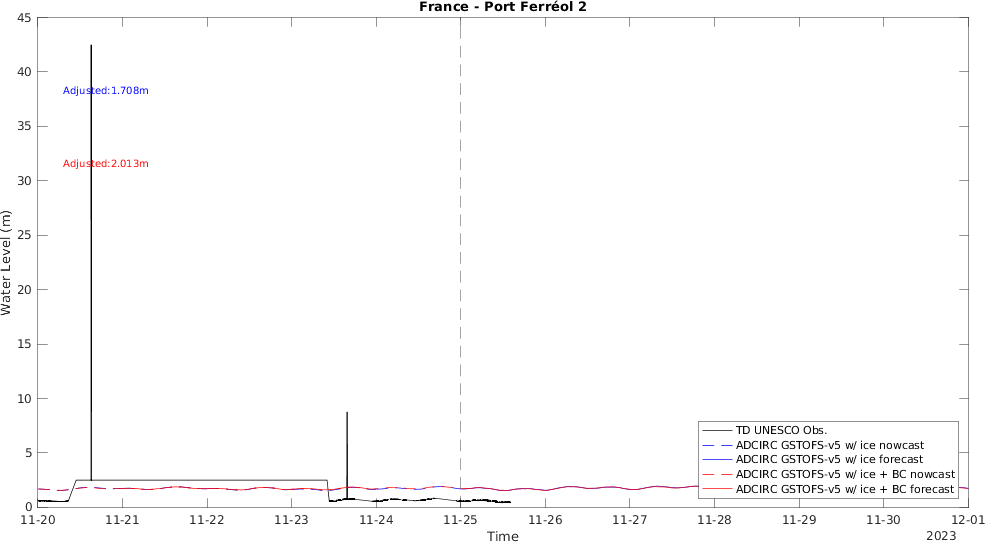 France - Port Ferréol 2
45
40
35
30
25
20
15
10
5
0
Water Level (m)
Adjusted:1.708m
Adjusted:2.013m
TD UNESCO Obs.
ADCIRC GSTOFS-v5 w/ ice nowcast
ADCIRC GSTOFS-v5 w/ ice forecast
ADCIRC GSTOFS-v5 w/ ice + BC nowcast
ADCIRC GSTOFS-v5 w/ ice + BC forecast
11-20 11-21 11-22 11-23 11-24 11-25 11-26 11-27 11-28 11-29 11-30 12-01
Time
2023